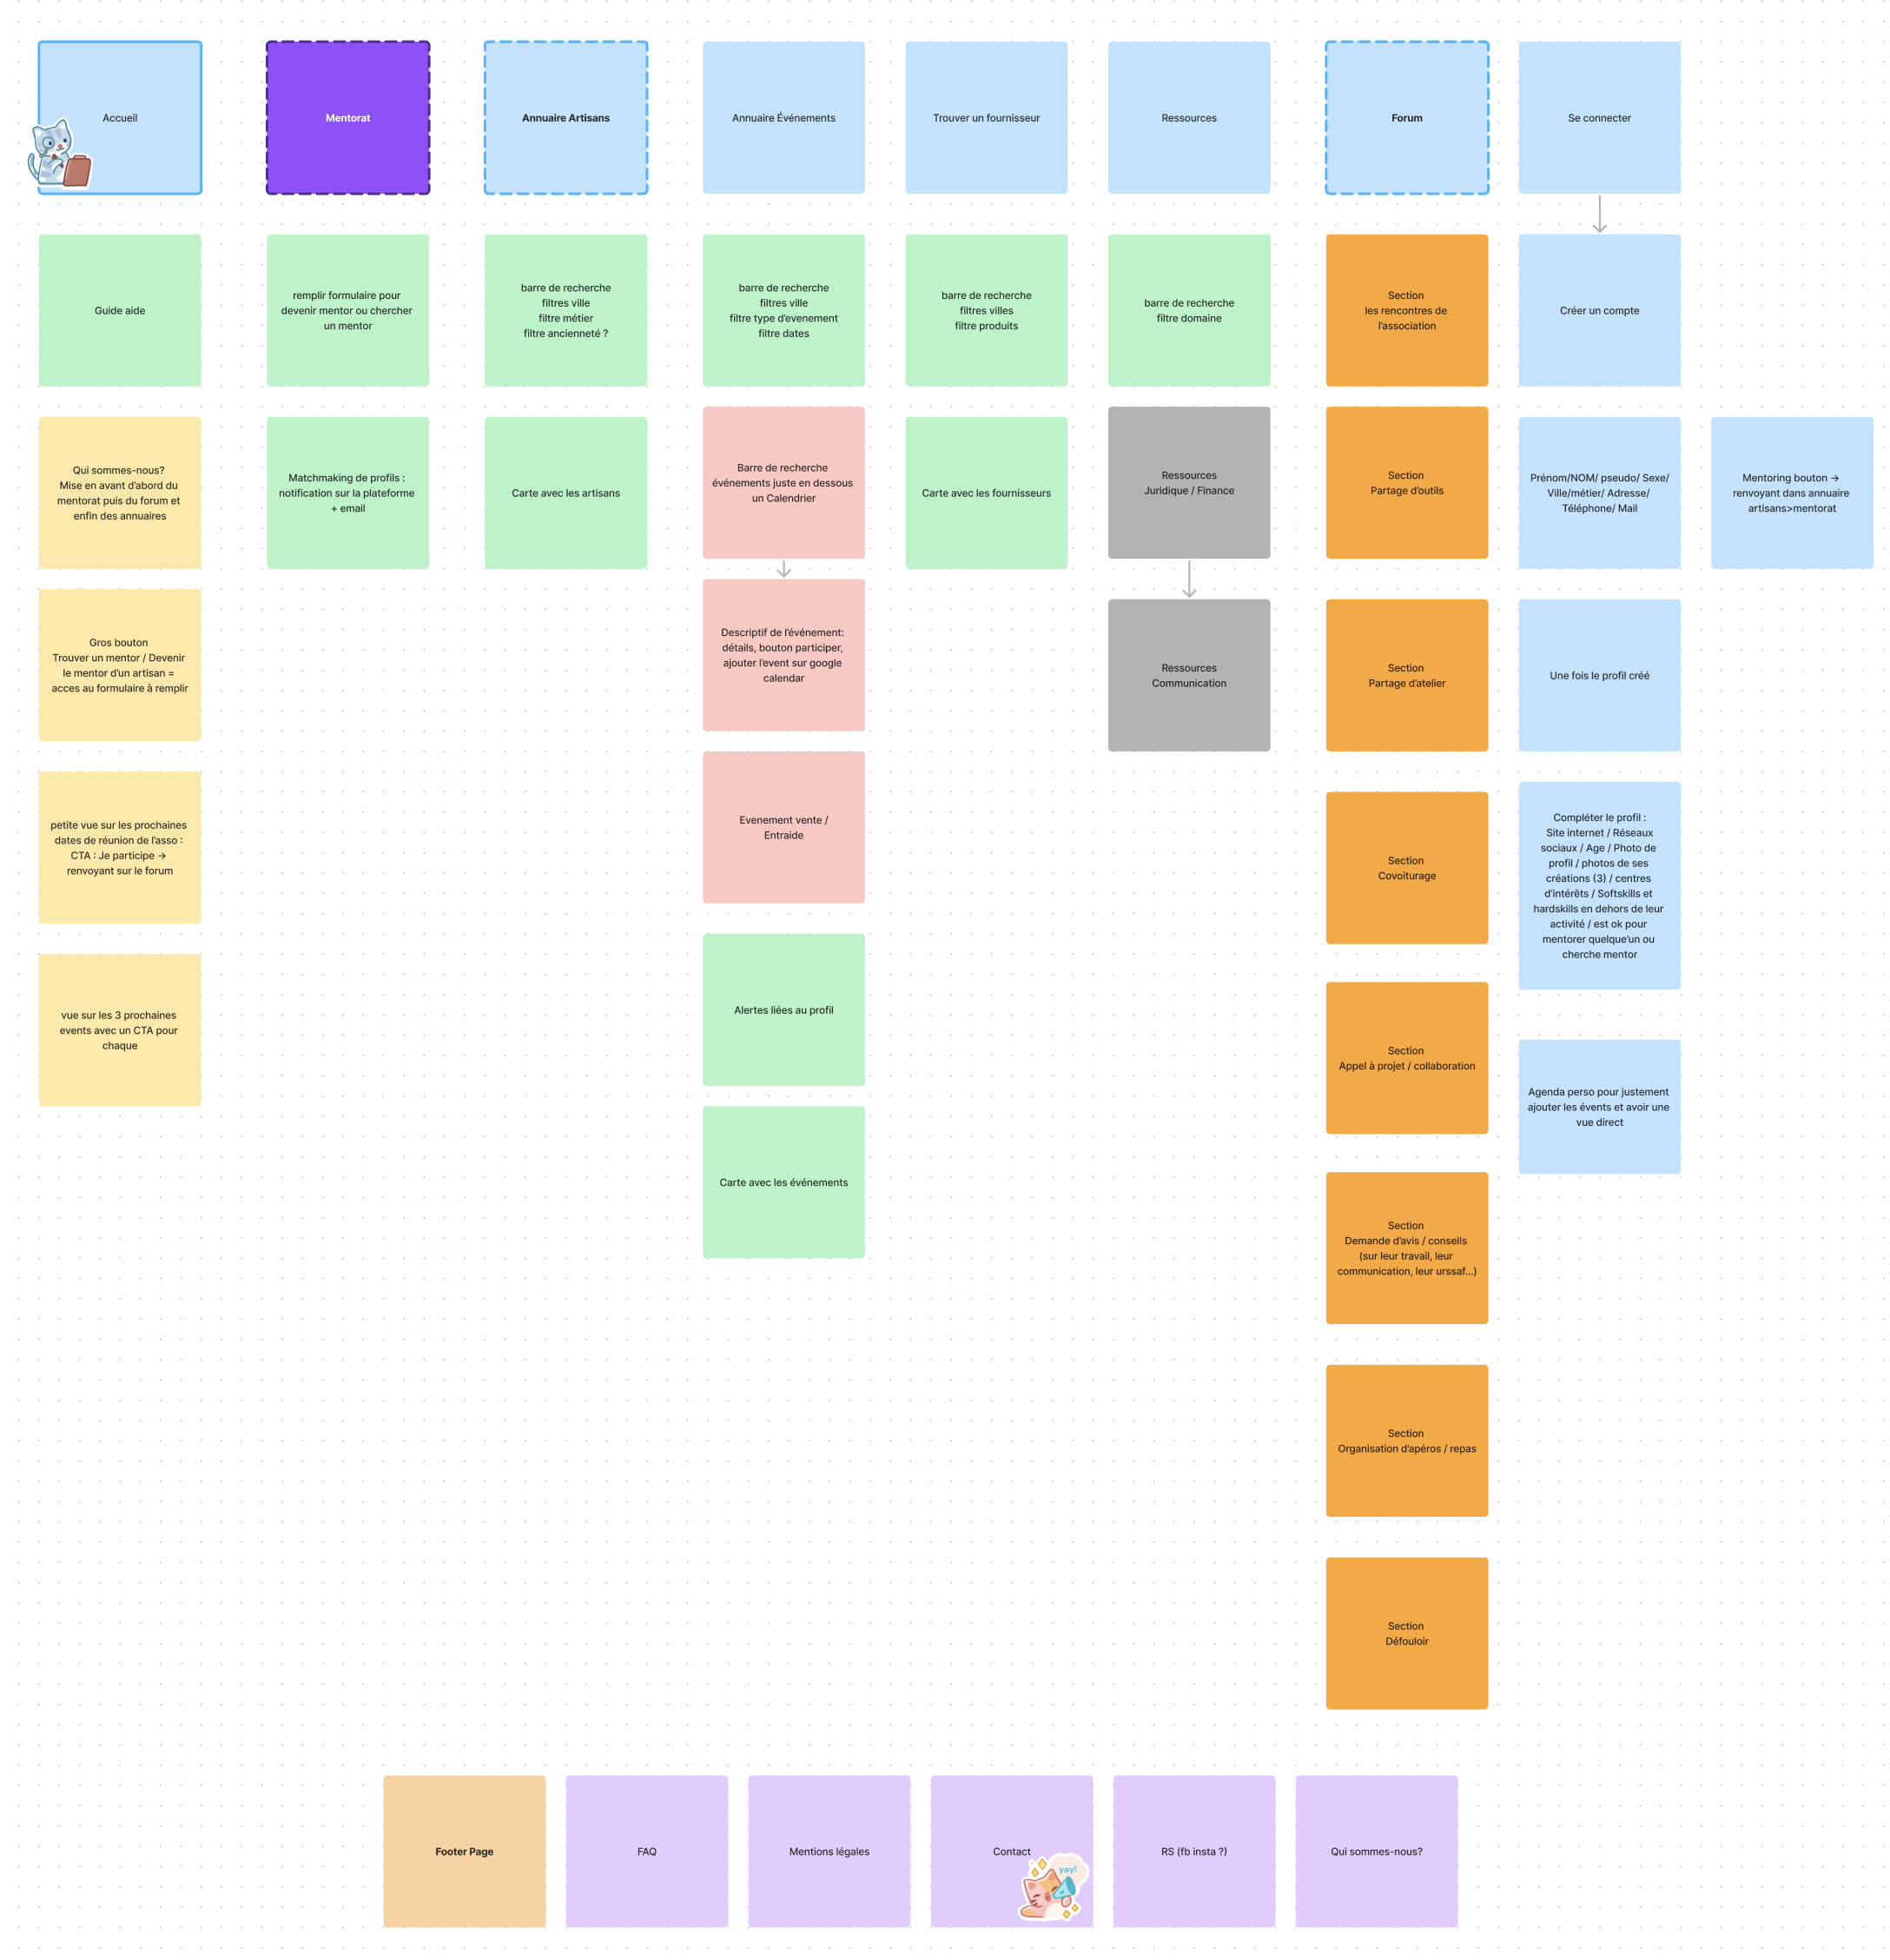 Accueil
Mentorat
Annuaire Artisans
Annuaire Événements
Trouver un fournisseur
Ressources
Forum
Se connecter
Guide aide
remplir formulaire pour
devenir mentor ou chercher
un mentor
barre de recherche
filtres ville
filtre métier
filtre ancienneté ?
barre de recherche
filtres ville
filtre type d'evenement
filtre dates
barre de recherche
filtres villes
filtre produits
barre de recherche
filtre domaine
Section
les rencontres de
l'association
Créer un compte
Qui sommes-nous?
Mise en avant d'abord du
mentorat puis du forum et
enfin des annuaires
Matchmaking de profils :
notification sur la plateforme
+ email
Carte avec les artisans
Barre de recherche
événements juste en dessous
un Calendrier
Carte avec les fournisseurs
Ressources
Juridique / Finance
Section
Partage d'outils
Prénom/NOM/ pseudo/ Sexe/
Ville/métier/ Adresse/
Téléphone/ Mail
Mentoring bouton →
renvoyant dans annuaire
artisans>mentorat
Gros bouton
Trouver un mentor / Devenir
le mentor d'un artisan =
acces au formulaire à remplir
Descriptif de l'événement:
détails, bouton participer,
ajouter l'event sur google
calendar
Ressources
Communication
Section
Partage d'atelier
Une fois le profil créé
petite vue sur les prochaines
dates de réunion de l'asso :
CTA : Je participe →
renvoyant sur le forum
Evenement vente /
Entraide
Section
Covoiturage
Compléter le profil :
Site internet / Réseaux
sociaux / Age / Photo de
profil / photos de ses
créations (3) / centres
d'intérêts / Softskills et
hardskills en dehors de leur
activité / est ok pour
mentorer quelque'un ou
cherche mentor
vue sur les 3 prochaines
events avec un CTA pour
chaque
Alertes liées au profil
Section
Appel à projet / collaboration
Agenda perso pour justement
ajouter les évents et avoir une
vue direct
Carte avec les événements
Section
Demande d'avis / conseils
(sur leur travail, leur
communication, leur urssaf...)
Section
Organisation d'apéros / repas
Section
Défouloir
Footer Page
FAQ
Mentions légales
Contact
yay!
RS (fb insta ?)
Qui sommes-nous?